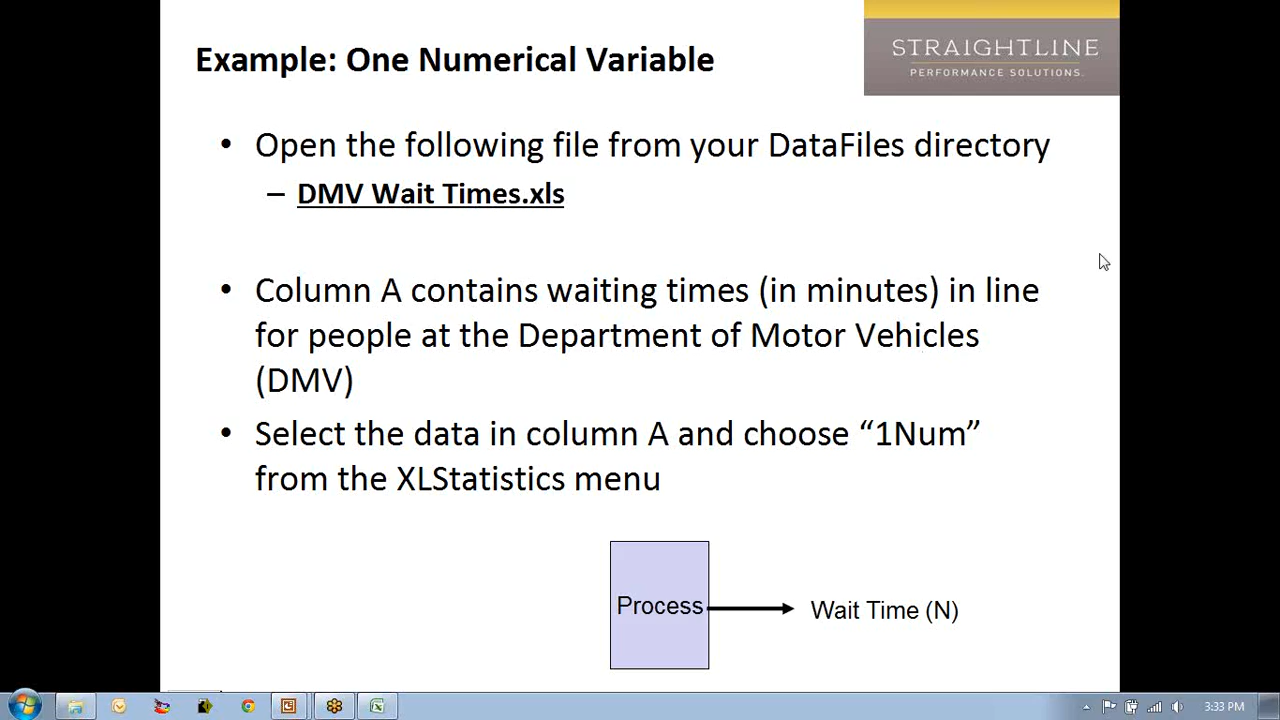 Example: One Numerical Variable
STRAIGHTLINE
PERFORMANCE SOLUTIONS.
• Open the following file from your DataFiles directory
– DMV Wait Times.xls
• Column A contains waiting times (in minutes) in line
for people at the Department of Motor Vehicles
(DMV)
• Select the data in column A and choose “1Num”
from the XLStatistics menu
Process
Wait Time (N)
3:33 PM